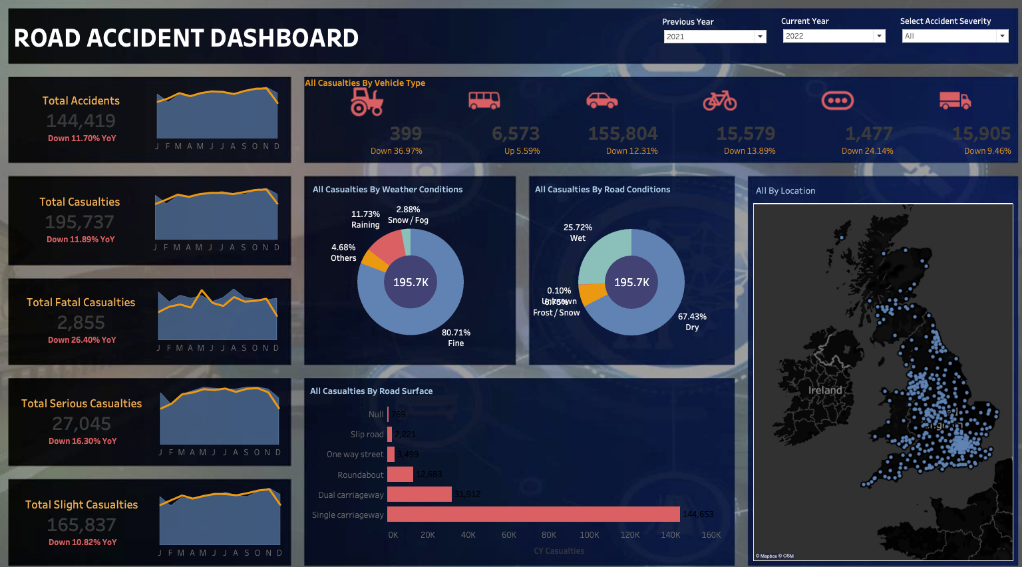 ROAD ACCIDENT DASHBOARD
Previous Year
2021
Current Year
2022
Select Accident Severity
All
Total Accidents
144,419
Down 11.70% YoY
J F M A M J J A S O N D
All Casualties By Vehicle Type
399
Down 36.97%
6,573
Up 5.59%
155,804
Down 12.31%
15,579
Down 13.89%
1,477
Down 24.14%
15,905
Down 9.46%
Total Casualties
195,737
Down 11.89% YoY
J F M A M J J A S O N D
Total Fatal Casualties
2,855
Down 26.40% YoY
J F M A M J J A S O N D
Total Serious Casualties
27,045
Down 16.30% YoY
J F M A M J J A S O N D
Total Slight Casualties
165,837
Down 10.82% YoY
J F M A M J J A S O N D
All Casualties By Weather Conditions
2.88%
Snow / Fog
11.73%
Raining
4.68%
Others
195.7K
80.71%
Fine
All Casualties By Road Conditions
25.72%
Wet
0.10%
Unknown
Frost / Snow
195.7K
67.43%
Dry
All Casualties By Road Surface
Null
Slip road
One way street
Roundabout
Dual carriageway
Single carriageway 144,653
0K 20K 40K 60K 80K 100K 120K 140K 160K
CY Casualties
All By Location
Ireland
© Mapbox © OSM